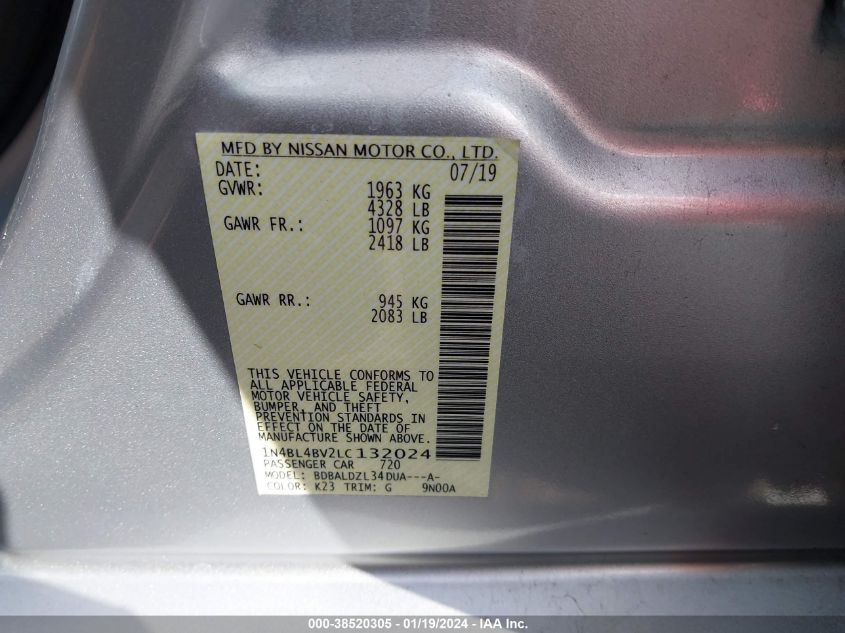 MFD BY NISSAN MOTOR CO., LTD.
DATE: 07/19
GVWR: 1963 KG
4328 LB
GAWR FR.: 1097 KG
2418 LB
GAWR RR.: 945 KG
2083 LB
THIS VEHICLE CONFORMS TO
ALL APPLICABLE FEDERAL
MOTOR VEHICLE SAFETY,
BUMPER, AND THEFT
PREVENTION STANDARDS IN
EFFECT ON THE DATE OF
MANUFACTURE SHOWN ABOVE.
1N4BL4BV2LC132024
PASSENGER CAR 720
MODEL: BDBALDZL34DUA---A-
COLOR: K23 TRIM: G 9N00A
000-38520305 - 01/19/2024 - IAA Inc.